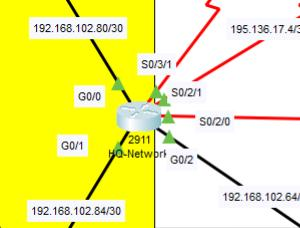 192.168.102.80/30
195.136.17.4/3
S0/3/1
G0/0
S0/2/1
S0/2/0
2911
HQ-Network
G0/1
G0/2
192.168.102.64/
192.168.102.84/30